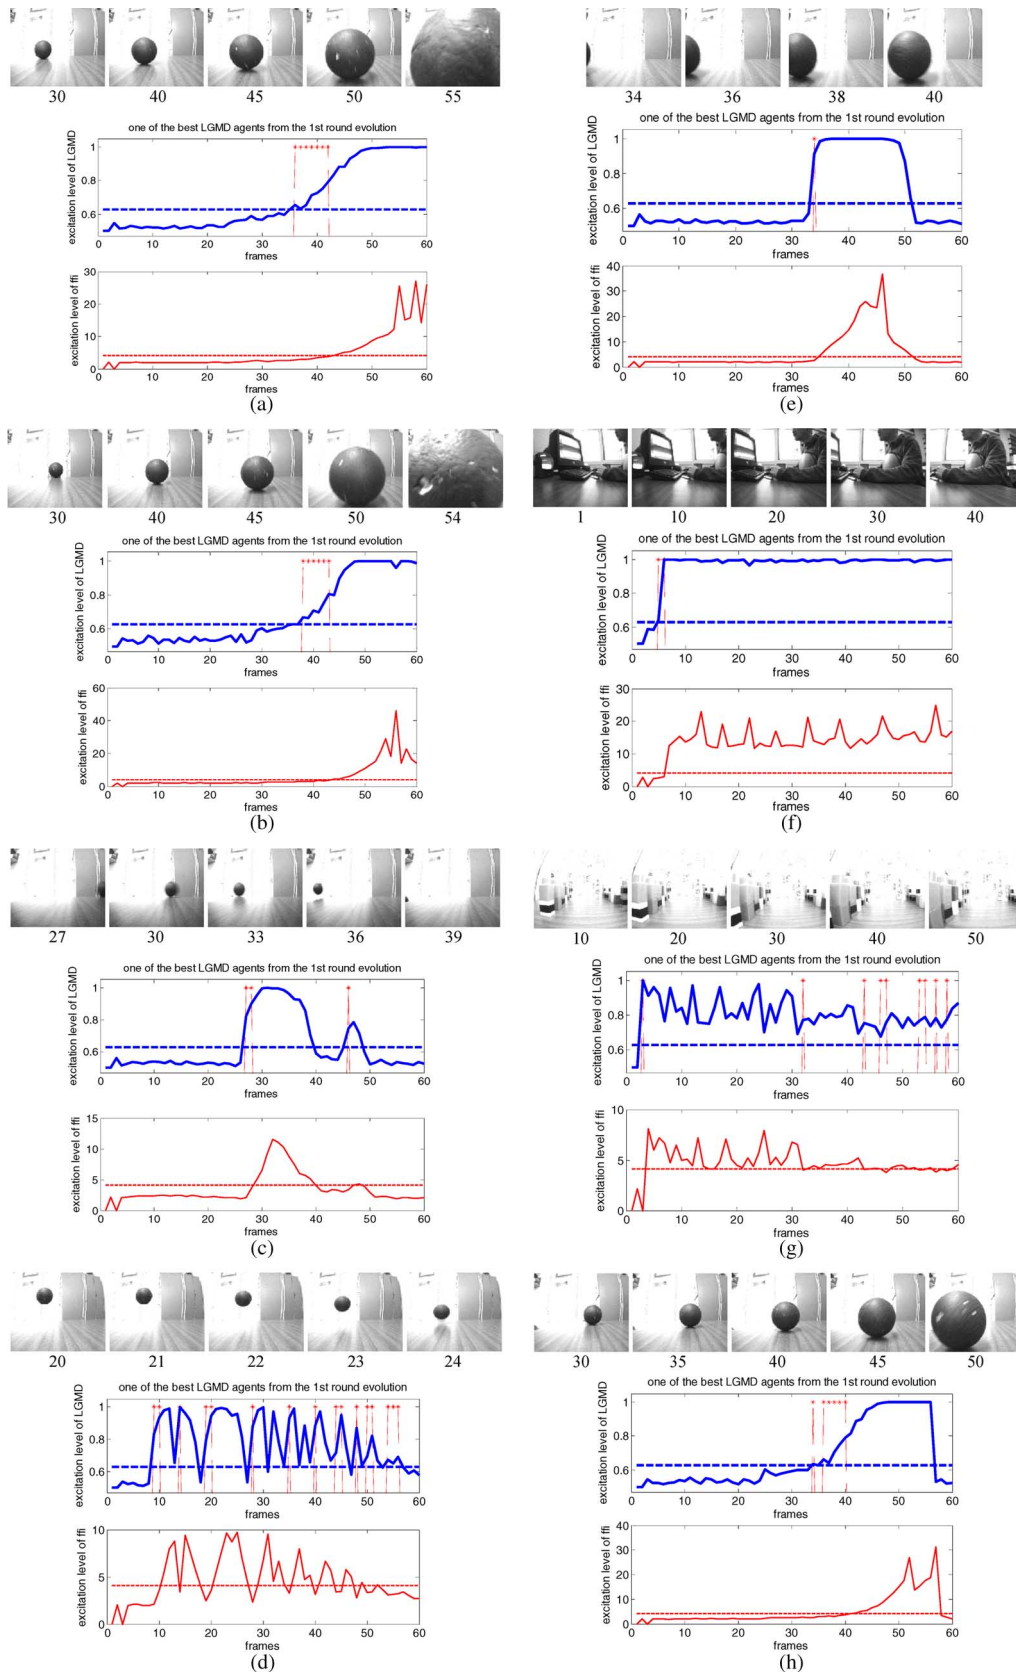 30 40 45 50 55
one of the best LGMD agents from the 1st round evolution
excitation level of LGMD
1
0.8
0.6
0 10 20 30 40 50 60
frames
excitation level of ffi
30
20
10
0
0 10 20 30 40 50 60
frames
(a)
30 40 45 50 54
one of the best LGMD agents from the 1st round evolution
excitation level of LGMD
1
0.8
0.6
0 10 20 30 40 50 60
frames
excitation level of ffi
60
40
20
0
0 10 20 30 40 50 60
frames
(b)
27 30 33 36 39
one of the best LGMD agents from the 1st round evolution
excitation level of LGMD
1
0.8
0.6
0 10 20 30 40 50 60
frames
excitation level of ffi
15
10
5
0
0 10 20 30 40 50 60
frames
(c)
20 21 22 23 24
one of the best LGMD agents from the 1st round evolution
excitation level of LGMD
1
0.8
0.6
0 10 20 30 40 50 60
frames
excitation level of ffi
10
5
0
0 10 20 30 40 50 60
frames
(d)
34 36 38 40
one of the best LGMD agents from the 1st round evolution
excitation level of LGMD
1
0.8
0.6
0 10 20 30 40 50 60
frames
excitation level of ffi
40
30
20
10
0
0 10 20 30 40 50 60
frames
(e)
1 10 20 30 40
one of the best LGMD agents from the 1st round evolution
excitation level of LGMD
1
0.8
0.6
0 10 20 30 40 50 60
frames
excitation level of ffi
30
20
10
0
0 10 20 30 40 50 60
frames
(f)
10 20 30 40 50
one of the best LGMD agents from the 1st round evolution
excitation level of LGMD
1
0.8
0.6
0 10 20 30 40 50 60
frames
excitation level of ffi
10
5
0
0 10 20 30 40 50 60
frames
(g)
30 35 40 45 50
one of the best LGMD agents from the 1st round evolution
excitation level of LGMD
1
0.8
0.6
0 10 20 30 40 50 60
frames
excitation level of ffi
40
30
20
10
0
0 10 20 30 40 50 60
frames
(h)